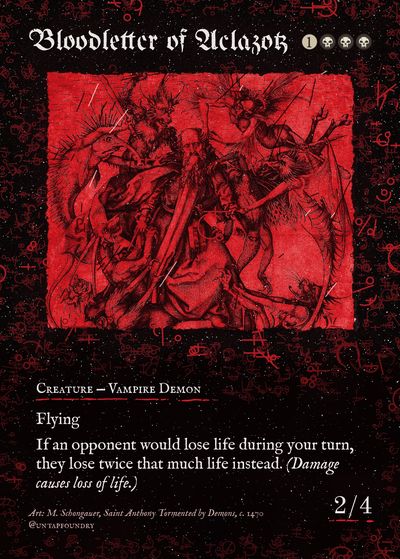 Bloodletter of Aclazotz 1
Creature – Vampire Demon
Flying
If an opponent would lose life during your turn,
they lose twice that much life instead. (Damage
causes loss of life.)
2/4
Art: M. Schongauer, Saint Anthony Tormented by Demons, c. 1470
@untapfoundry